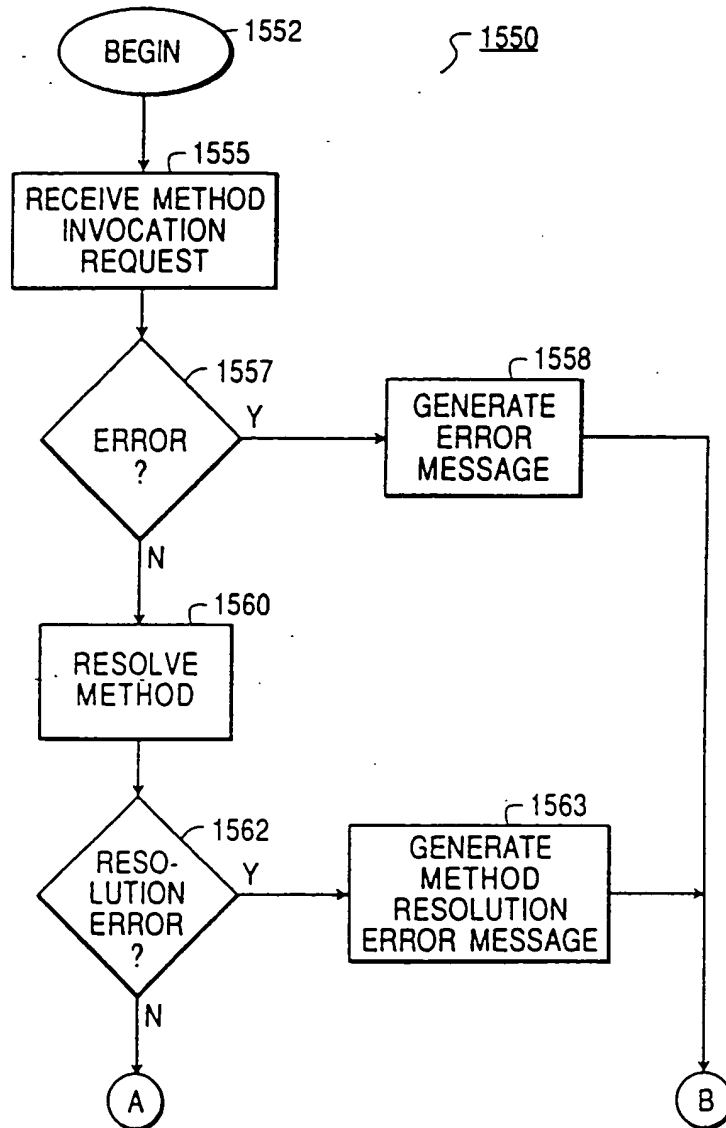 BEGIN
1552
1550
1555
RECEIVE METHOD
INVOCATION
REQUEST
1557
ERROR
?
Y
N
1558
GENERATE
ERROR
MESSAGE
1560
RESOLVE
METHOD
1562
RESO-
LUTION
ERROR
?
Y
N
1563
GENERATE
METHOD
RESOLUTION
ERROR MESSAGE
A
B